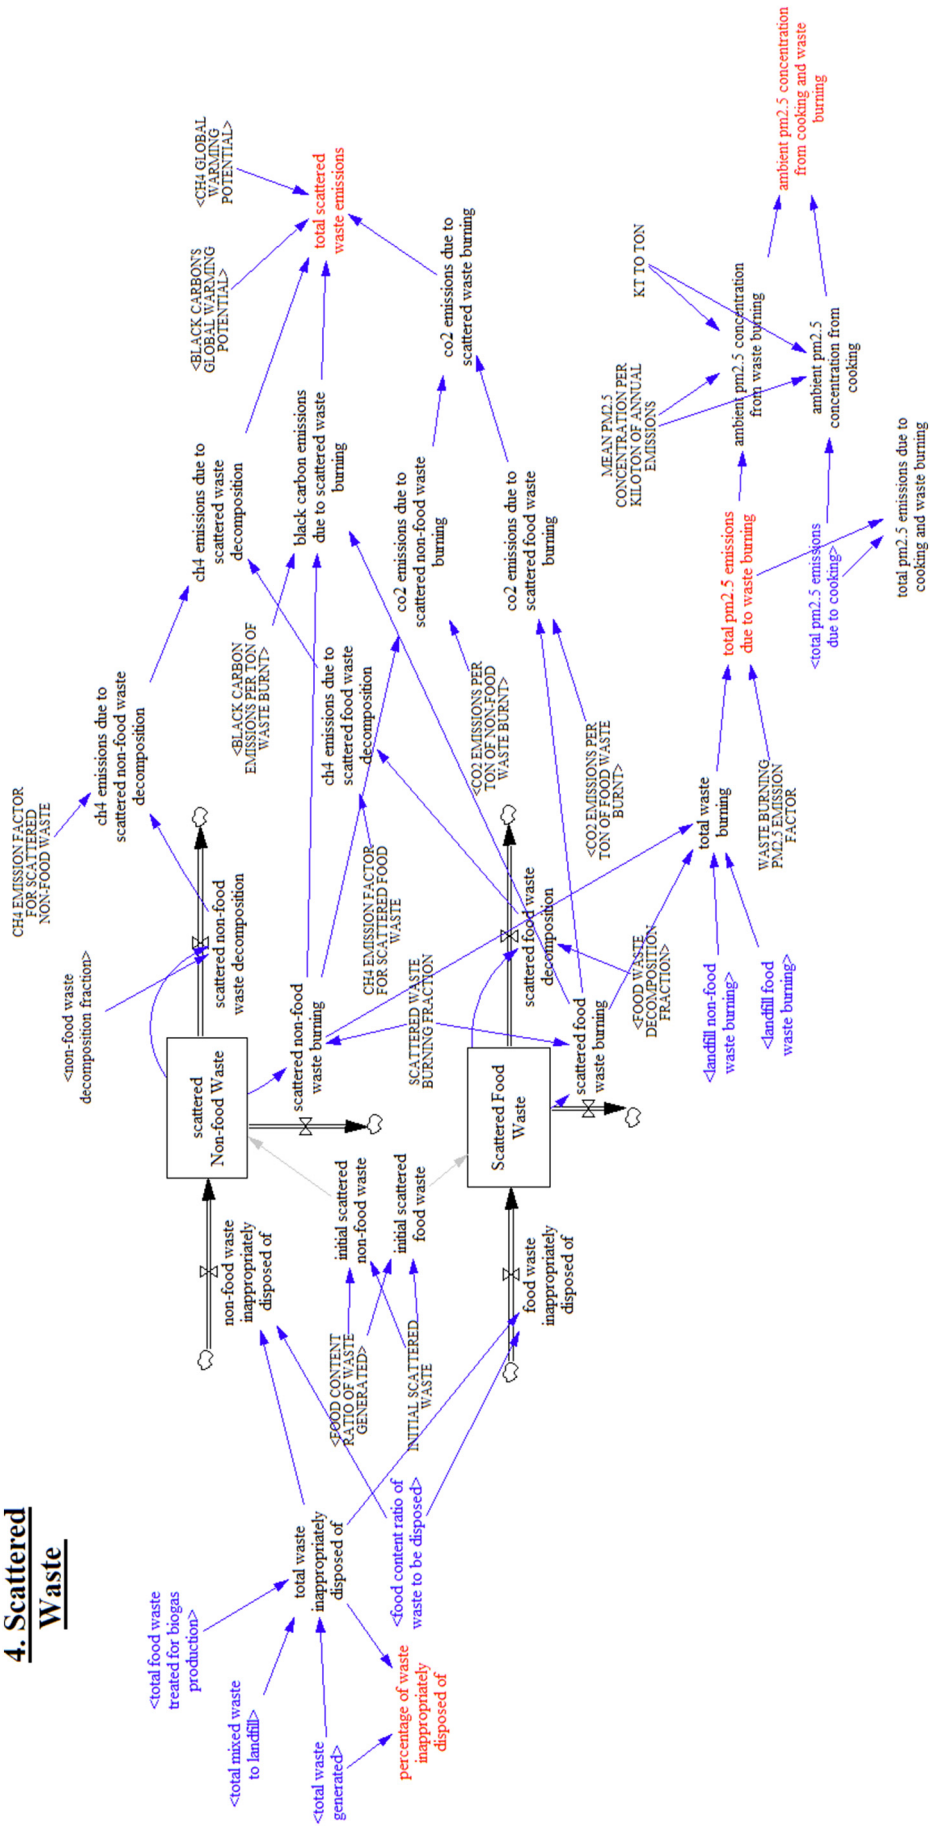 4. Scattered
Waste
<total food waste
treated for biogas
production>
<total mixed waste
to landfill>
<total waste
generated>
total waste
inappropriately
disposed of
percentage of waste
inappropriately
disposed of
<food content ratio of
waste to be disposed>
non-food waste
inappropriately
disposed of
<FOOD CONTENT
RATIO OF WASTE
GENERATED>
INITIAL SCATTERED
WASTE
initial scattered
non-food waste
initial scattered
food waste
food waste
inappropriately
disposed of
scattered
Non-food Waste
Scattered Food
Waste
<non-food waste
decomposition fraction>
scattered non-food
waste decomposition
scattered non-food
waste burning
SCATTERED WASTE
BURNING FRACTION
scattered food waste
decomposition
scattered food
waste burning
<FOOD WASTE
DECOMPOSITION
FRACTION>
CH4 EMISSION FACTOR
FOR SCATTERED
NON-FOOD WASTE
ch4 emissions due to
scattered non-food waste
decomposition
CH4 EMISSION FACTOR
FOR SCATTERED FOOD
WASTE
ch4 emissions due to
scattered food waste
decomposition
<BLACK CARBON
EMISSIONS PER TON OF
WASTE BURNT>
ch4 emissions due to
scattered waste
decomposition
black carbon emissions
due to scattered waste
burning
<CO2 EMISSIONS PER
TON OF NON-FOOD
WASTE BURNT>
<CO2 EMISSIONS PER
TON OF FOOD WASTE
BURNT>
co2 emissions due to
scattered non-food waste
burning
co2 emissions due to
scattered food waste
burning
co2 emissions due to
scattered waste burning
<BLACK CARBON'S
GLOBAL WARMING
POTENTIAL>
<CH4 GLOBAL
WARMING
POTENTIAL>
total scattered
waste emissions
<landfill non-food
waste burning>
<landfill food
waste burning>
total waste
burning
WASTE BURNING
PM2.5 EMISSION
FACTOR
total pm2.5 emissions
due to waste burning
<total pm2.5 emissions
due to cooking>
total pm2.5 emissions due to
cooking and waste burning
MEAN PM2.5
CONCENTRATION PER
KILOTON OF ANNUAL
EMISSIONS
KT TO TON
ambient pm2.5 concentration
from waste burning
ambient pm2.5
concentration from
cooking
ambient pm2.5 concentration
from cooking and waste
burning